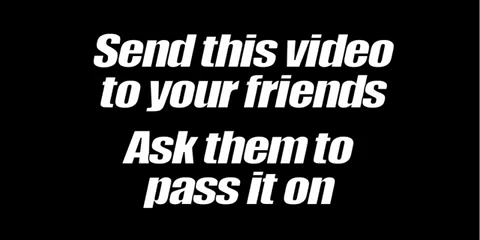 Send this video
to your friends
Ask them to
pass it on